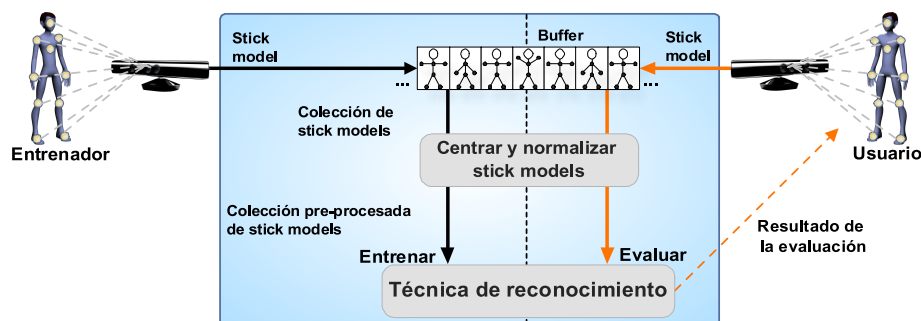 Stick
model
Buffer
Stick
model
...
...
Colección de
stick models
Entrenador
Usuario
Centrar y normalizar
stick models
Colección pre-procesada
de stick models
Resultado de
la evaluación
Entrenar
Evaluar
Técnica de reconocimiento